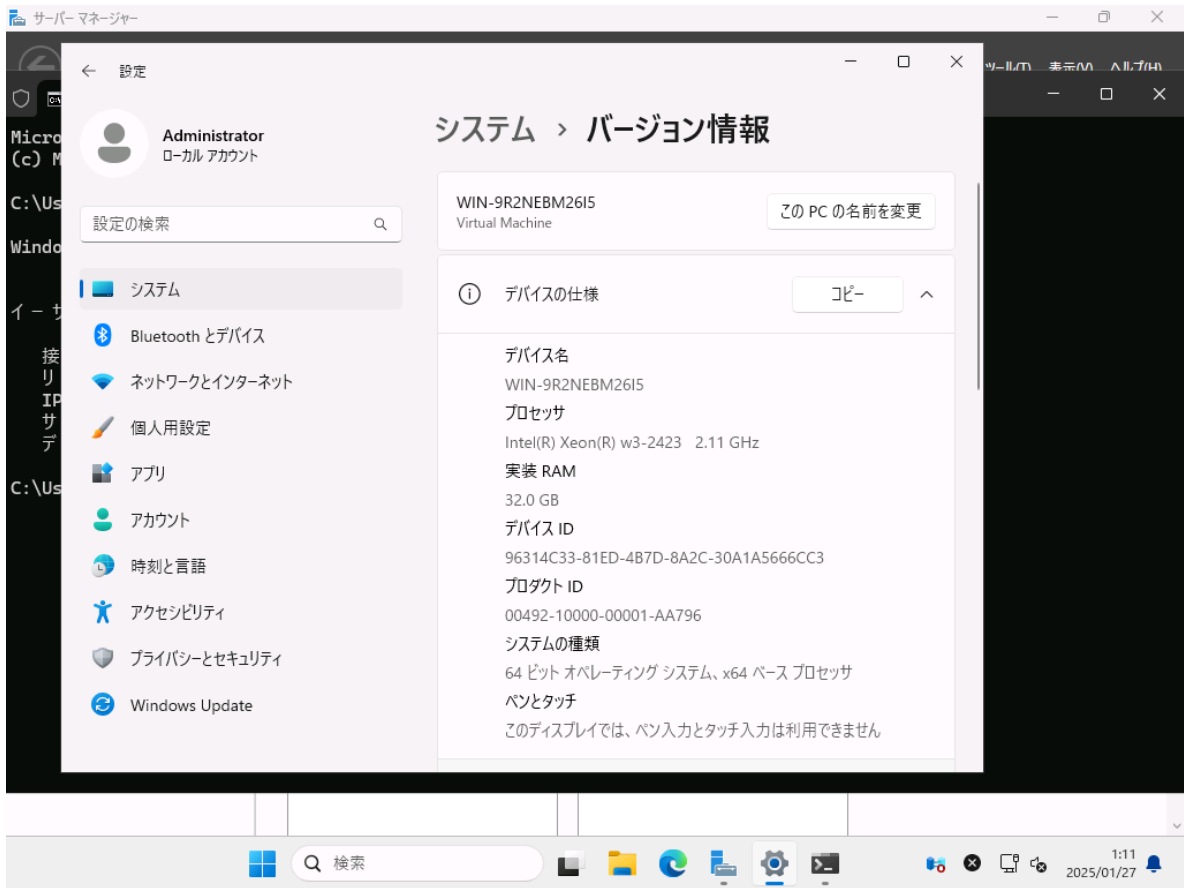 サーバー マネージャー
ツール(T) 表示(V) ヘルプ(H)
設定
Administrator
ローカル アカウント
設定の検索
システム
Bluetooth とデバイス
ネットワークとインターネット
個人用設定
アプリ
アカウント
時刻と言語
アクセシビリティ
プライバシーとセキュリティ
Windows Update
システム › バージョン情報
WIN-9R2NEBM26I5
Virtual Machine
この PC の名前を変更
デバイスの仕様
コピー
デバイス名
WIN-9R2NEBM26I5
プロセッサ
Intel(R) Xeon(R) w3-2423 2.11 GHz
実装 RAM
32.0 GB
デバイス ID
96314C33-81ED-4B7D-8A2C-30A1A5666CC3
プロダクト ID
00492-10000-00001-AA796
システムの種類
64 ビット オペレーティング システム、x64 ベース プロセッサ
ペンとタッチ
このディスプレイでは、ペン入力とタッチ入力は利用できません
Micro
(c) M
C:\Us
Windo
イーサ
接
リ
IP
サ
デ
C:\Us
検索
1:11
2025/01/27